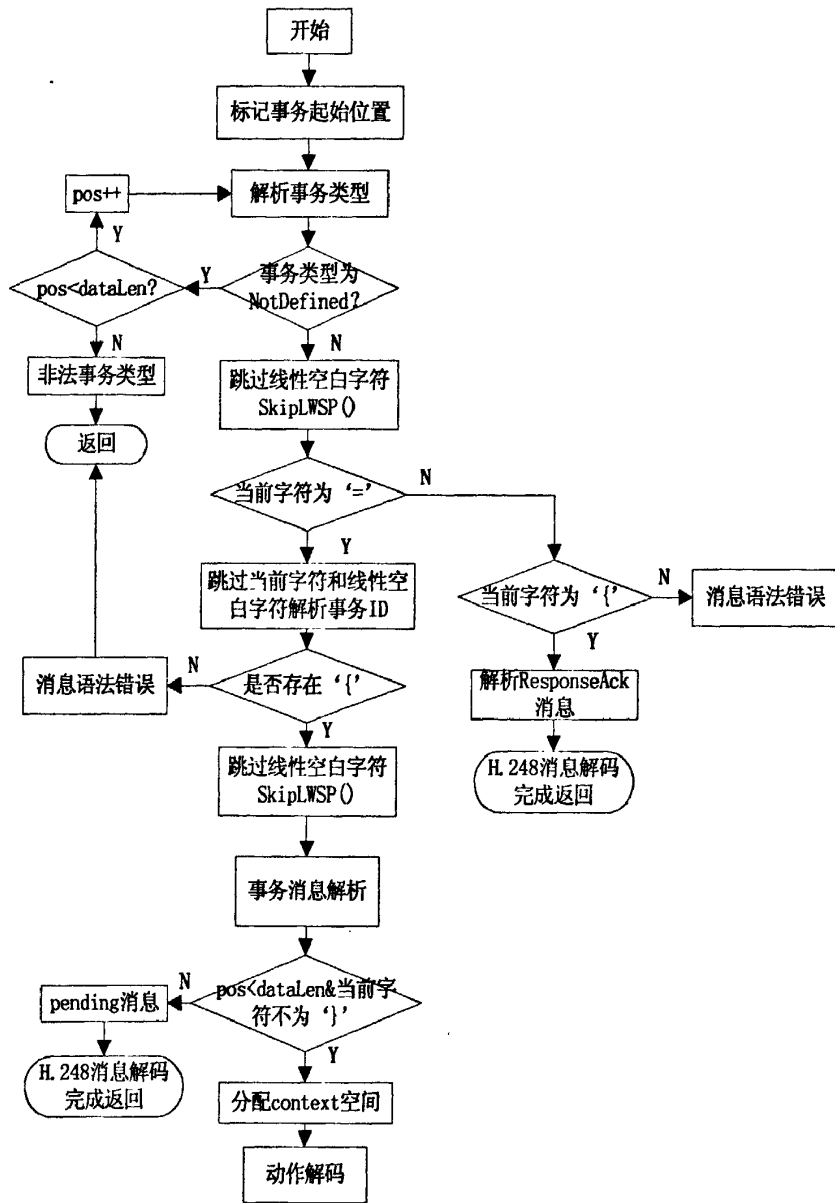 开始
标记事务起始位置
pos++
解析事务类型
Y
pos<dataLen?
Y
事务类型为
NotDefined?
N
N
非法事务类型
跳过线性空白字符
SkipLWSP()
返回
当前字符为‘=’
N
Y
跳过当前字符和线性空
白字符解析事务ID
当前字符为‘{’
N
消息语法错误
Y
消息语法错误
N
是否存在‘{’
解析ResponseAck
消息
Y
跳过线性空白字符
SkipLWSP()
H.248消息解码
完成返回
事务消息解析
N
pos<dataLen&当前字
符不为‘}’
pending消息
Y
H.248消息解码
完成返回
分配context空间
动作解码